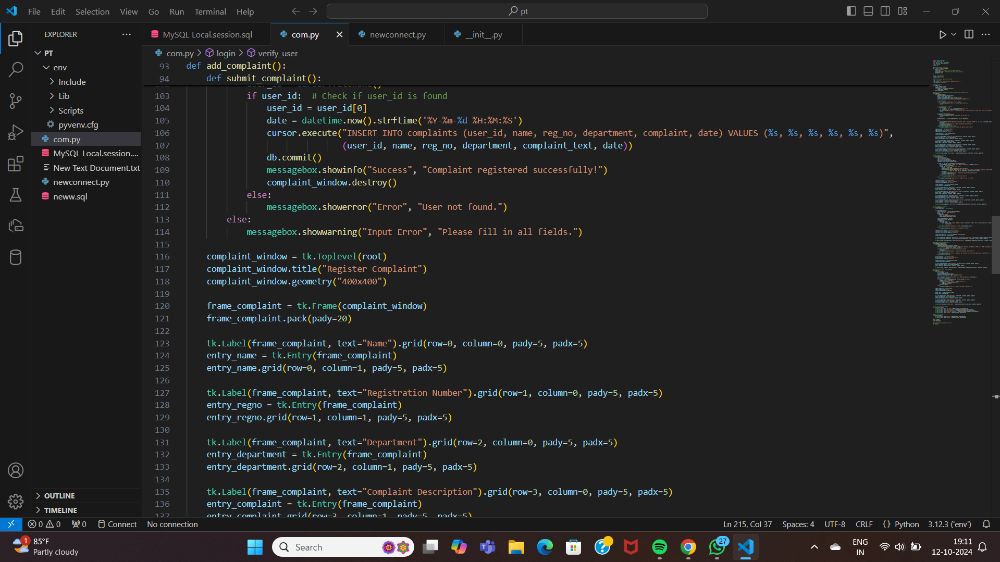 File Edit Selection View Go Run Terminal Help
pt
EXPLORER
PT
env
Include
Lib
Scripts
pyvenv.cfg
com.py
MySQL Local.session....
New Text Document.txt
newconnect.py
neww.sql
OUTLINE
TIMELINE
MySQL Local.session.sql com.py newconnect.py __init__.py
com.py > login > verify_user
93 def add_complaint():
94 def submit_complaint():
103 if user_id:  # Check if user_id is found
104 user_id = user_id[0]
105 date = datetime.now().strftime('%Y-%m-%d %H:%M:%S')
106 cursor.execute("INSERT INTO complaints (user_id, name, reg_no, department, complaint, date) VALUES (%s, %s, %s, %s, %s, %s)",
107 (user_id, name, reg_no, department, complaint_text, date))
108 db.commit()
109 messagebox.showinfo("Success", "Complaint registered successfully!")
110 complaint_window.destroy()
111 else:
112 messagebox.showerror("Error", "User not found.")
113 else:
114 messagebox.showwarning("Input Error", "Please fill in all fields.")
115
116 complaint_window = tk.Toplevel(root)
117 complaint_window.title("Register Complaint")
118 complaint_window.geometry("400x400")
119
120 frame_complaint = tk.Frame(complaint_window)
121 frame_complaint.pack(pady=20)
122
123 tk.Label(frame_complaint, text="Name").grid(row=0, column=0, pady=5, padx=5)
124 entry_name = tk.Entry(frame_complaint)
125 entry_name.grid(row=0, column=1, pady=5, padx=5)
126
127 tk.Label(frame_complaint, text="Registration Number").grid(row=1, column=0, pady=5, padx=5)
128 entry_regno = tk.Entry(frame_complaint)
129 entry_regno.grid(row=1, column=1, pady=5, padx=5)
130
131 tk.Label(frame_complaint, text="Department").grid(row=2, column=0, pady=5, padx=5)
132 entry_department = tk.Entry(frame_complaint)
133 entry_department.grid(row=2, column=1, pady=5, padx=5)
134
135 tk.Label(frame_complaint, text="Complaint Description").grid(row=3, column=0, pady=5, padx=5)
136 entry_complaint = tk.Entry(frame_complaint)
137 entry_complaint.grid(row=3, column=1, pady=5, padx=5)
0 0 0 Connect No connection Ln 215, Col 37 Spaces: 4 UTF-8 CRLF {} Python 3.12.3 ('env')
1 85°F
Partly cloudy
Search
27
ENG
IN
19:11
12-10-2024